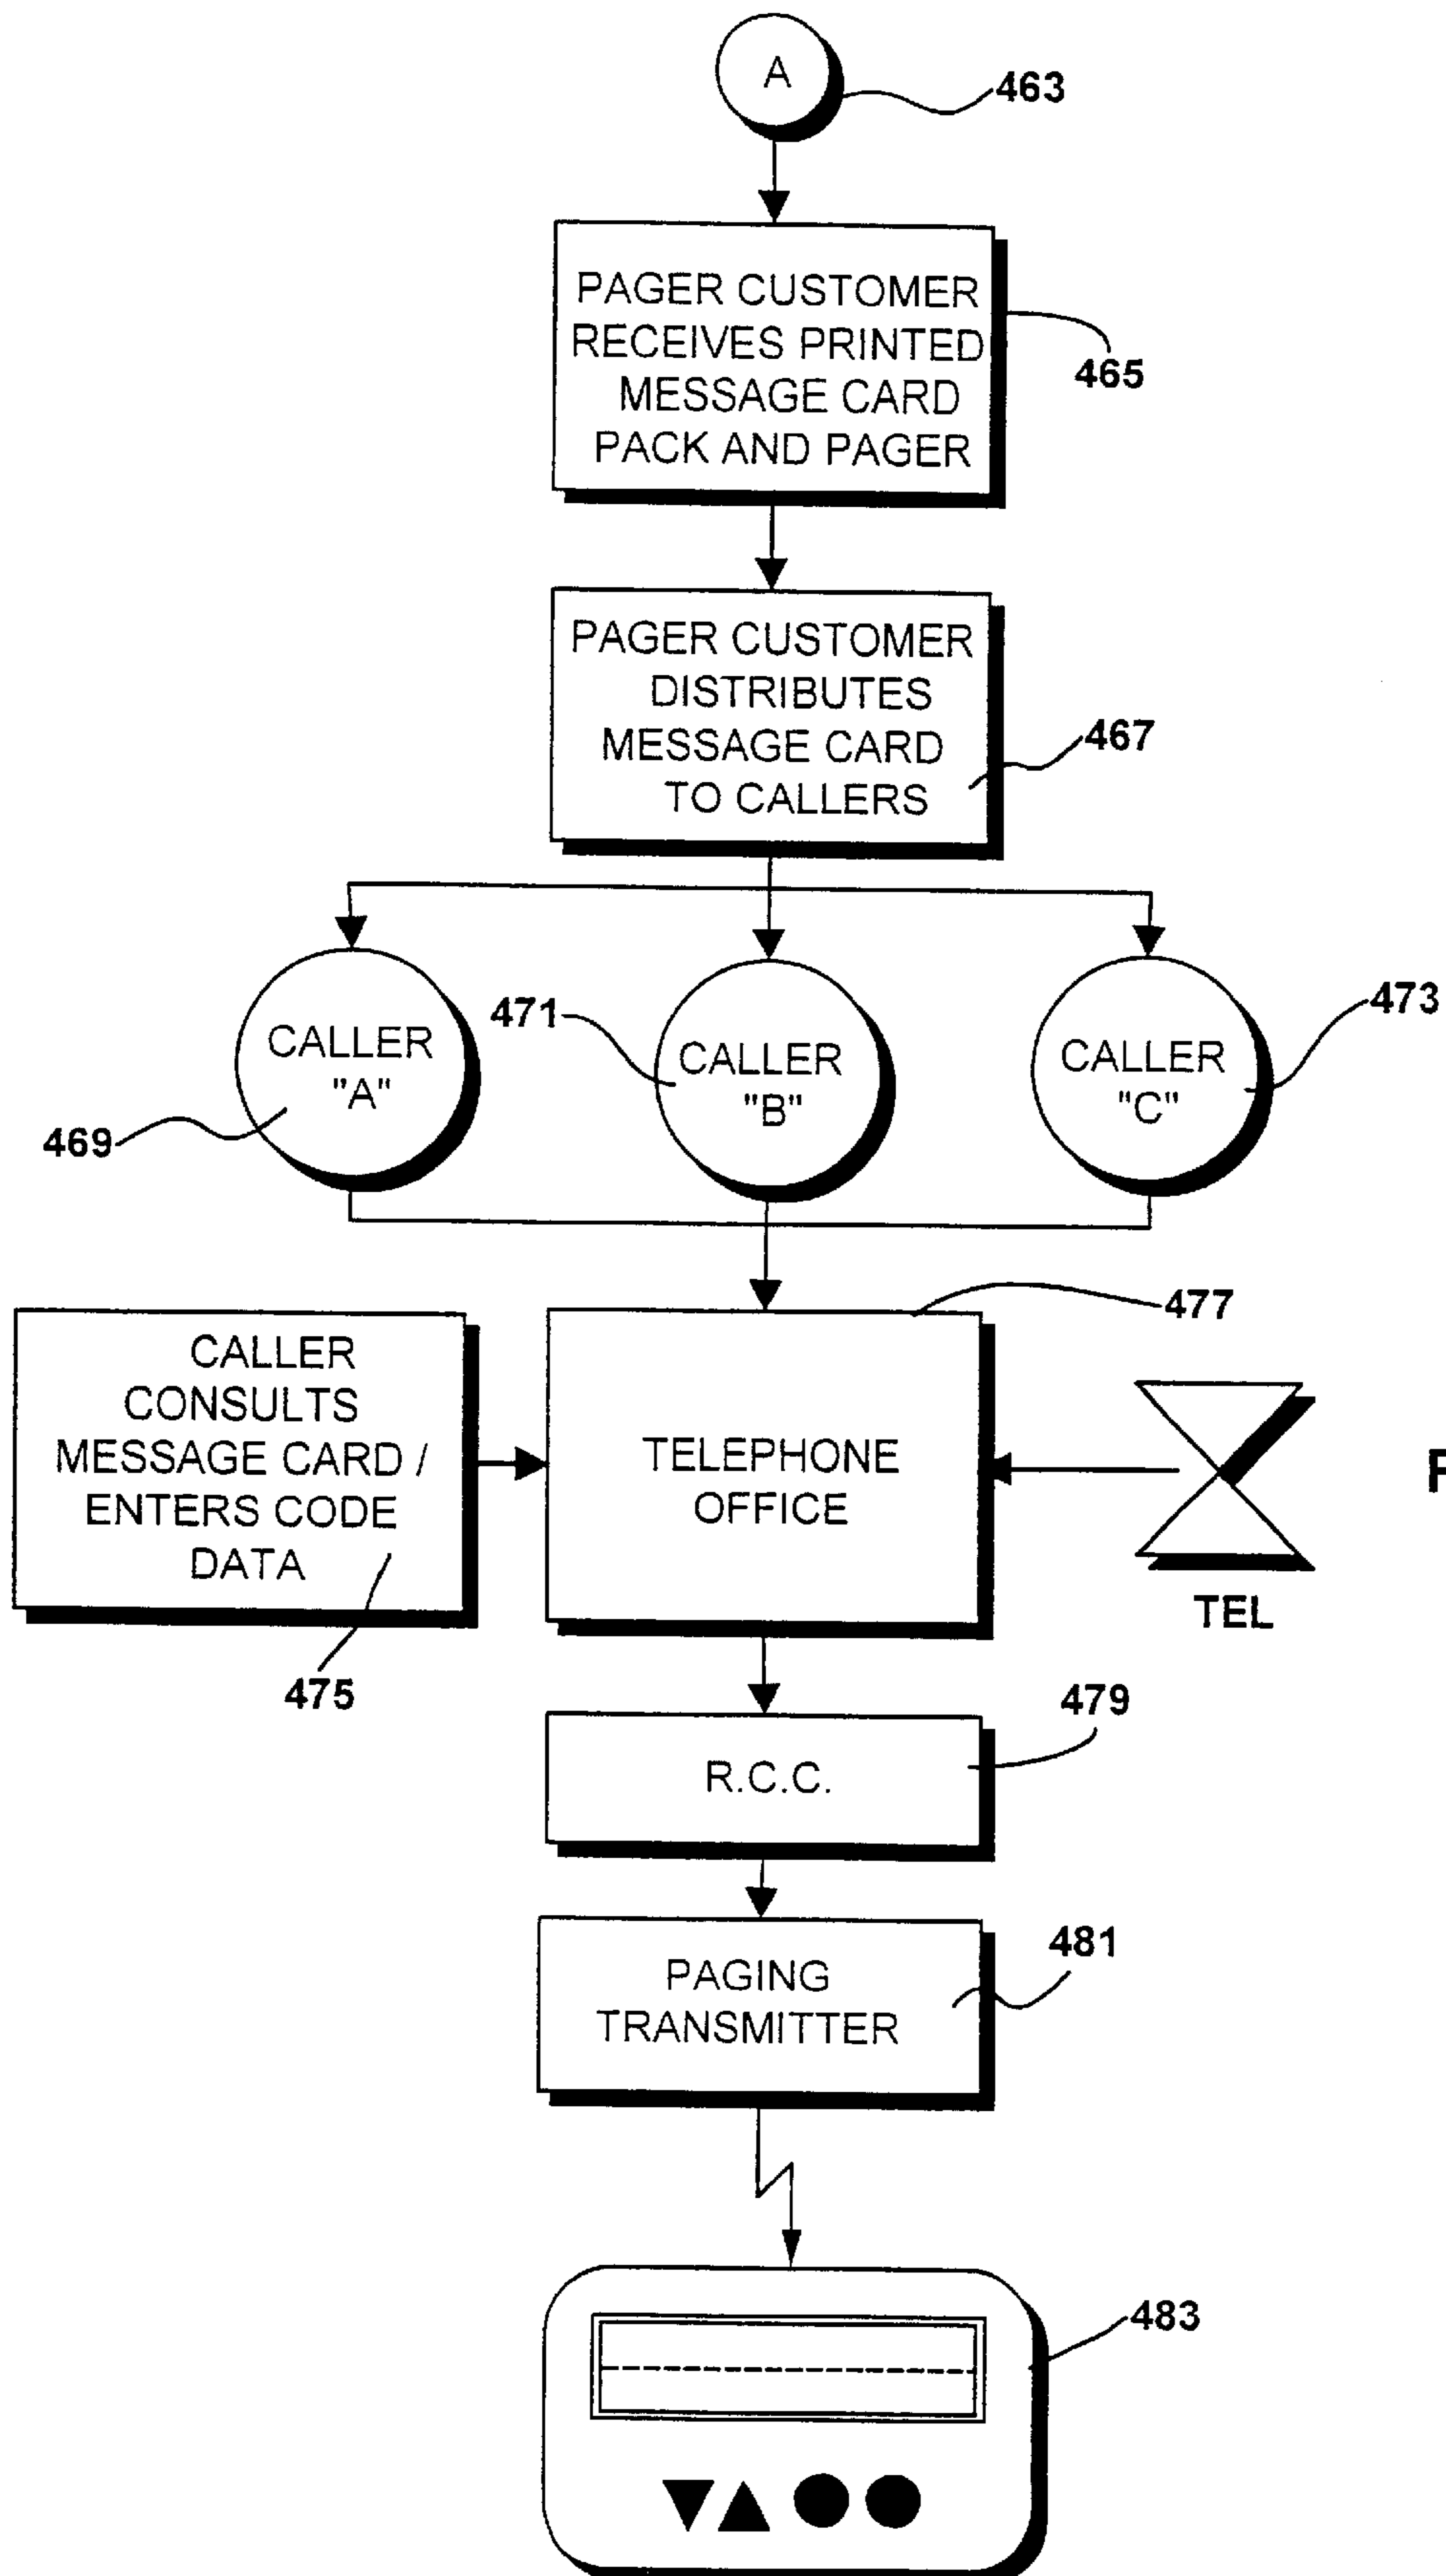 A
463
PAGER CUSTOMER
RECEIVES PRINTED
MESSAGE CARD
PACK AND PAGER
465
PAGER CUSTOMER
DISTRIBUTES
MESSAGE CARD
TO CALLERS
467
CALLER
"A"
469
471
CALLER
"B"
CALLER
"C"
473
CALLER
CONSULTS
MESSAGE CARD /
ENTERS CODE
DATA
475
TELEPHONE
OFFICE
477
TEL
R.C.C.
479
PAGING
TRANSMITTER
481
483